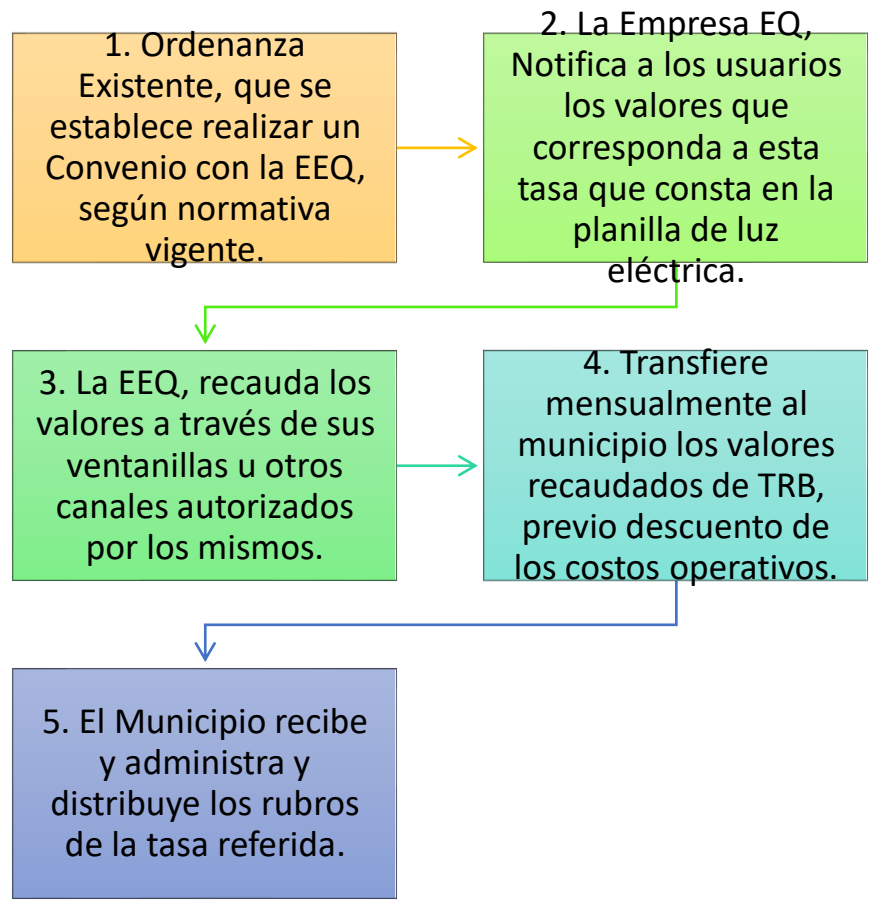 1. Ordenanza
Existente, que se
establece realizar un
Convenio con la EEQ,
según normativa
vigente.
2. La Empresa EQ,
Notifica a los usuarios
los valores que
corresponda a esta
tasa que consta en la
planilla de luz
eléctrica.
3. La EEQ, recauda los
valores a través de sus
ventanillas u otros
canales autorizados
por los mismos.
4. Transfiere
mensualmente al
municipio los valores
recaudados de TRB,
previo descuento de
los costos operativos.
5. El Municipio recibe
y administra y
distribuye los rubros
de la tasa referida.